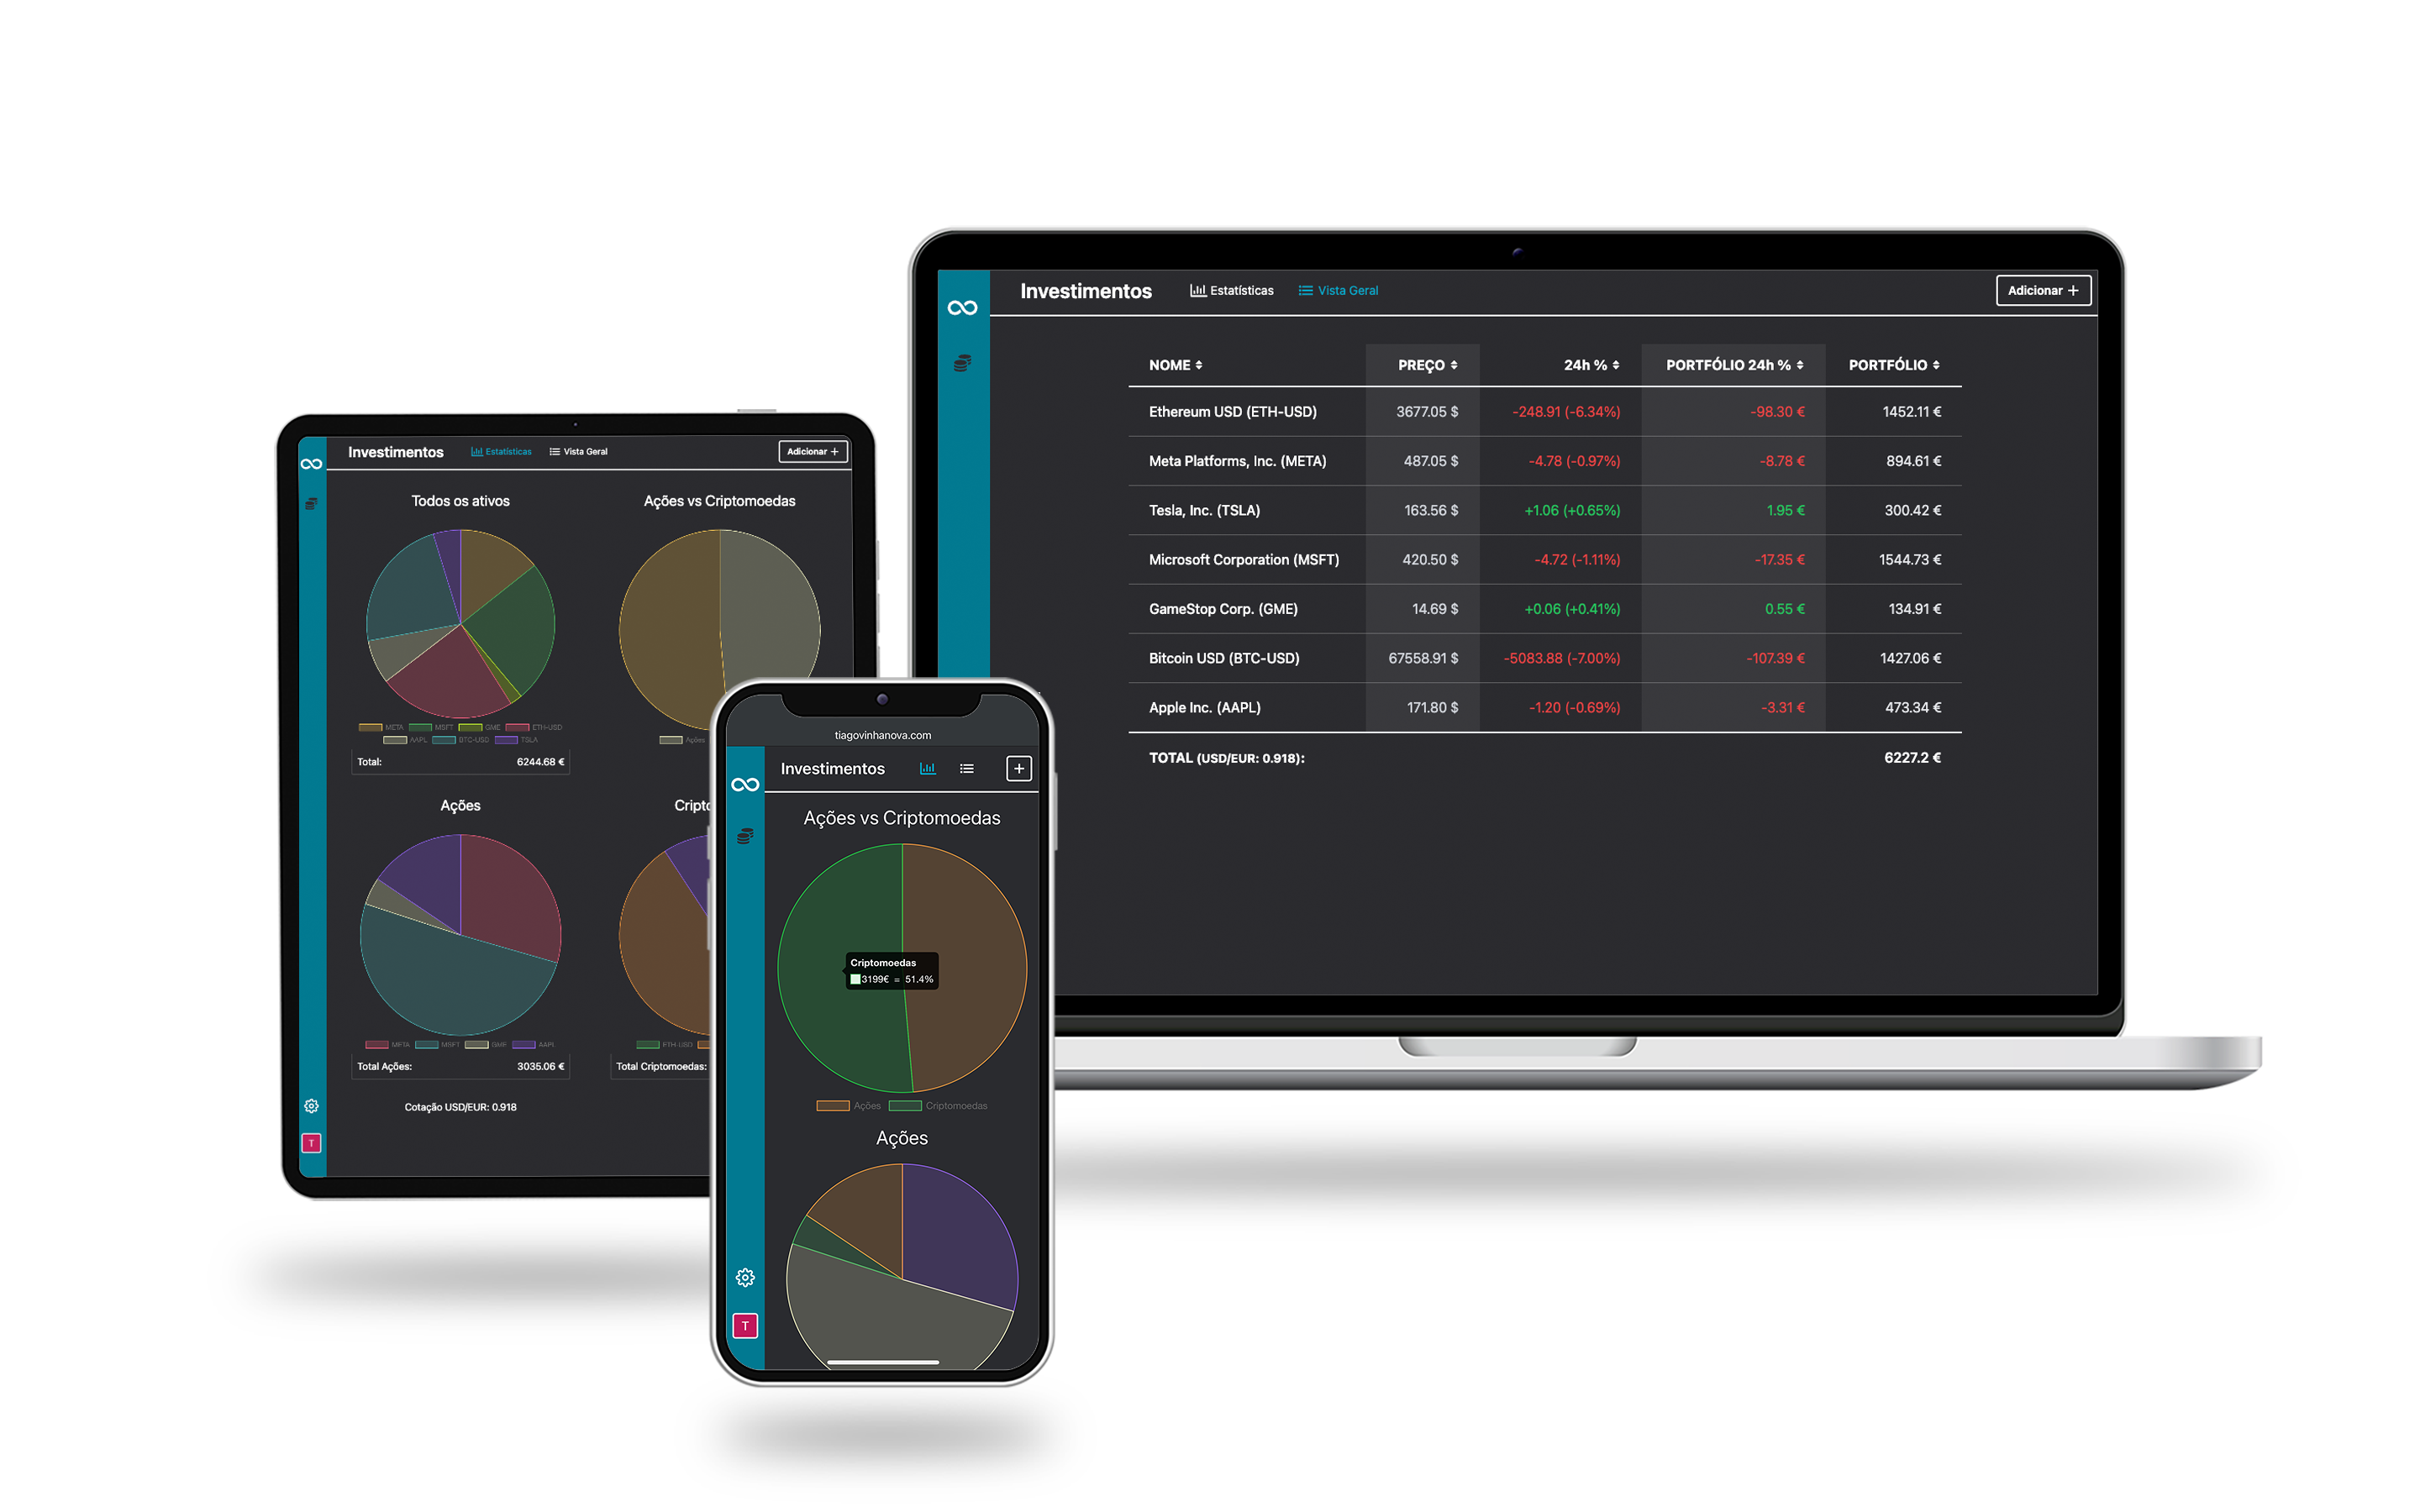 Investimentos Estatísticas Vista Geral Adicionar +
NOME PREÇO 24h % PORTFÓLIO 24h % PORTFÓLIO
Ethereum USD (ETH-USD) 3677.05 $ -248.91 (-6.34%) -98.30 € 1452.11 €
Meta Platforms, Inc. (META) 487.05 $ -4.78 (-0.97%) -8.78 € 894.61 €
Tesla, Inc. (TSLA) 163.56 $ +1.06 (+0.65%) 1.95 € 300.42 €
Microsoft Corporation (MSFT) 420.50 $ -4.72 (-1.11%) -17.35 € 1544.73 €
GameStop Corp. (GME) 14.69 $ +0.06 (+0.41%) 0.55 € 134.91 €
Bitcoin USD (BTC-USD) 67558.91 $ -5083.88 (-7.00%) -107.39 € 1427.06 €
Apple Inc. (AAPL) 171.80 $ -1.20 (-0.69%) -3.31 € 473.34 €
TOTAL (USD/EUR: 0.918): 6227.2 €
Investimentos Estatísticas Vista Geral Adicionar +
Todos os ativos Ações vs Criptomoedas
META MSFT GME ETH-USD
AAPL BTC-USD TSLA
Ações
Total: 6244.68 €
Ações Cripto
META MSFT GME AAPL
ETH-USD
Total Ações: 3035.06 €
Total Criptomoedas:
Cotação USD/EUR: 0.918
T
tiagovinhanova.com
Investimentos +
Ações vs Criptomoedas
Criptomoedas
3199€ = 51.4%
Ações Criptomoedas
Ações
T